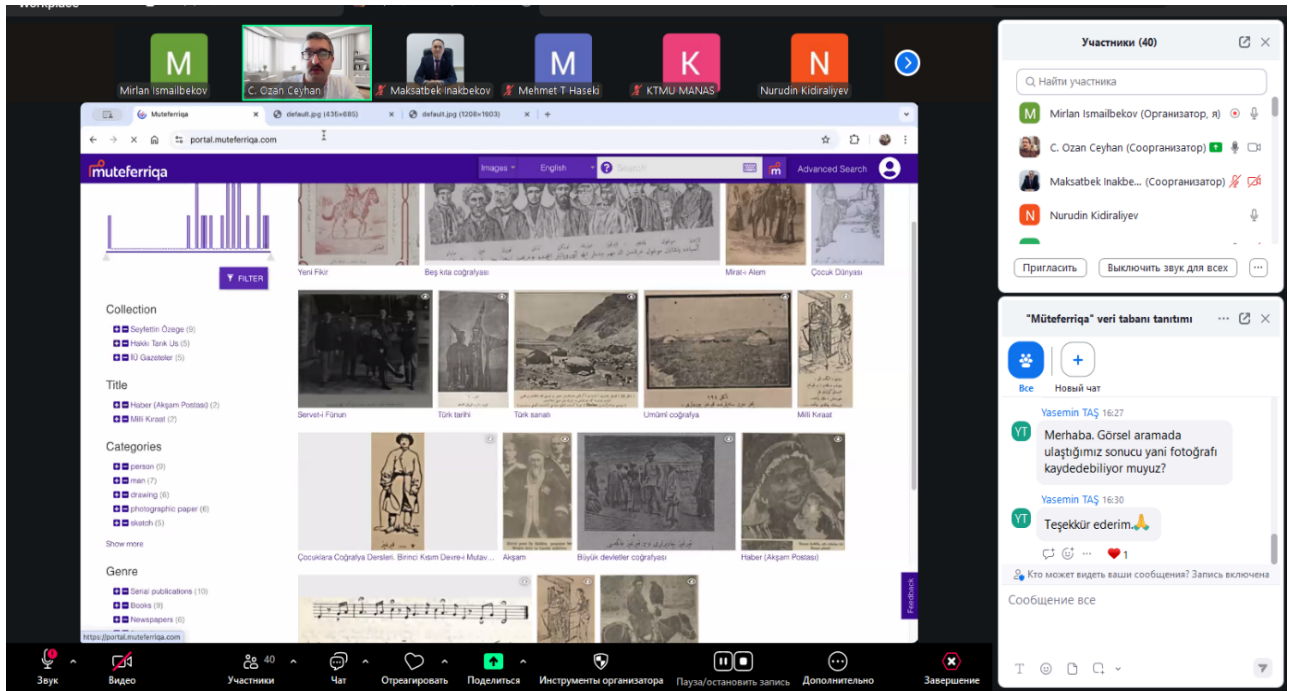 Workplace
M
Mirlan Ismailbekov
C. Ozan Ceyhan
Maksatbek Inakbekov
M
Mehmet T Haseki
K
KTMU MANAS
N
Nurudin Kidiraliyev
Muteferriqa
default.jpg (435×685)
default.jpg (1208×1903)
portal.muteferriqa.com
muteferriqa
Images
English
Search
m
Advanced Search
FILTER
Yeni Fikir
Beş kıta coğrafyası
Mirat-ı Alem
Çocuk Dünyası
Collection
Seyfettin Özege (9)
Hakkı Tarık Us (5)
İÜ Gazeteler (5)
Title
Haber (Akşam Postası) (2)
Milli Kıraat (2)
Servet-i Fünun
Türk tarihi
Türk sanatı
Umûmî coğrafya
Milli Kıraat
Categories
person (9)
man (7)
drawing (6)
photographic paper (6)
sketch (5)
Show more
Çocuklara Coğrafya Dersleri. Birinci Kısım Devre-i Mutav...
Akşam
Büyük devletler coğrafyası
Haber (Akşam Postası)
Genre
Serial publications (10)
Books (9)
Newspapers (6)
Feedback
https://portal.muteferriqa.com
Звук
Видео
40
Участники
Чат
Отреагировать
Поделиться
Инструменты организатора
Пауза/остановить запись
Дополнительно
Завершение
Участники (40)
Найти участника
M
Mirlan Ismailbekov (Организатор, я)
C. Ozan Ceyhan (Соорганизатор)
Maksatbek Inakbe... (Соорганизатор)
N
Nurudin Kidiraliyev
Пригласить
Выключить звук для всех
"Müteferriqa" veri tabanı tanıtımı
Все
Новый чат
Yasemin TAŞ 16:27
YT
Merhaba. Görsel aramada
ulaştığımız sonucu yani fotoğrafı
kaydedebiliyor muyuz?
Yasemin TAŞ 16:30
YT
Teşekkür ederim.🙏
1
Кто может видеть ваши сообщения? Запись включена
Сообщение все